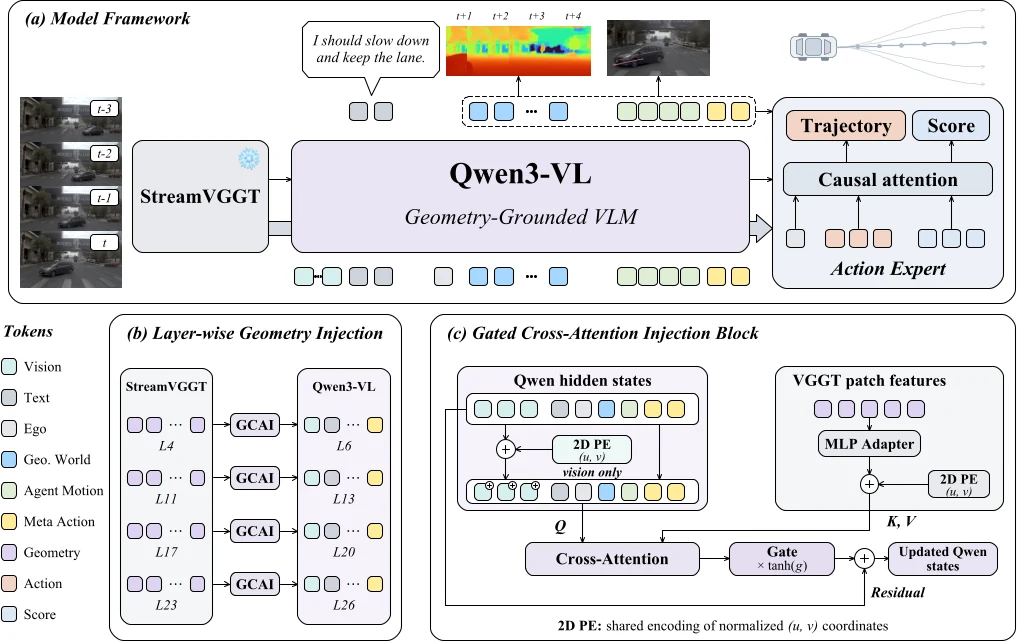 (a) Model Framework
I should slow down
and keep the lane.
t+1 t+2 t+3 t+4
t-3
t-2
t-1
t
StreamVGGT
Qwen3-VL
Geometry-Grounded VLM
Trajectory
Score
Causal attention
Action Expert
Tokens
Vision
Text
Ego
Geo. World
Agent Motion
Meta Action
Geometry
Action
Score
(b) Layer-wise Geometry Injection
StreamVGGT
Qwen3-VL
GCAI
L4
L6
GCAI
L11
L13
GCAI
L17
L20
GCAI
L23
L26
(c) Gated Cross-Attention Injection Block
Qwen hidden states
2D PE
(u, v)
vision only
Q
VGGT patch features
MLP Adapter
2D PE
(u, v)
K, V
Cross-Attention
Gate
× tanh(g)
Updated Qwen
states
Residual
2D PE: shared encoding of normalized (u, v) coordinates